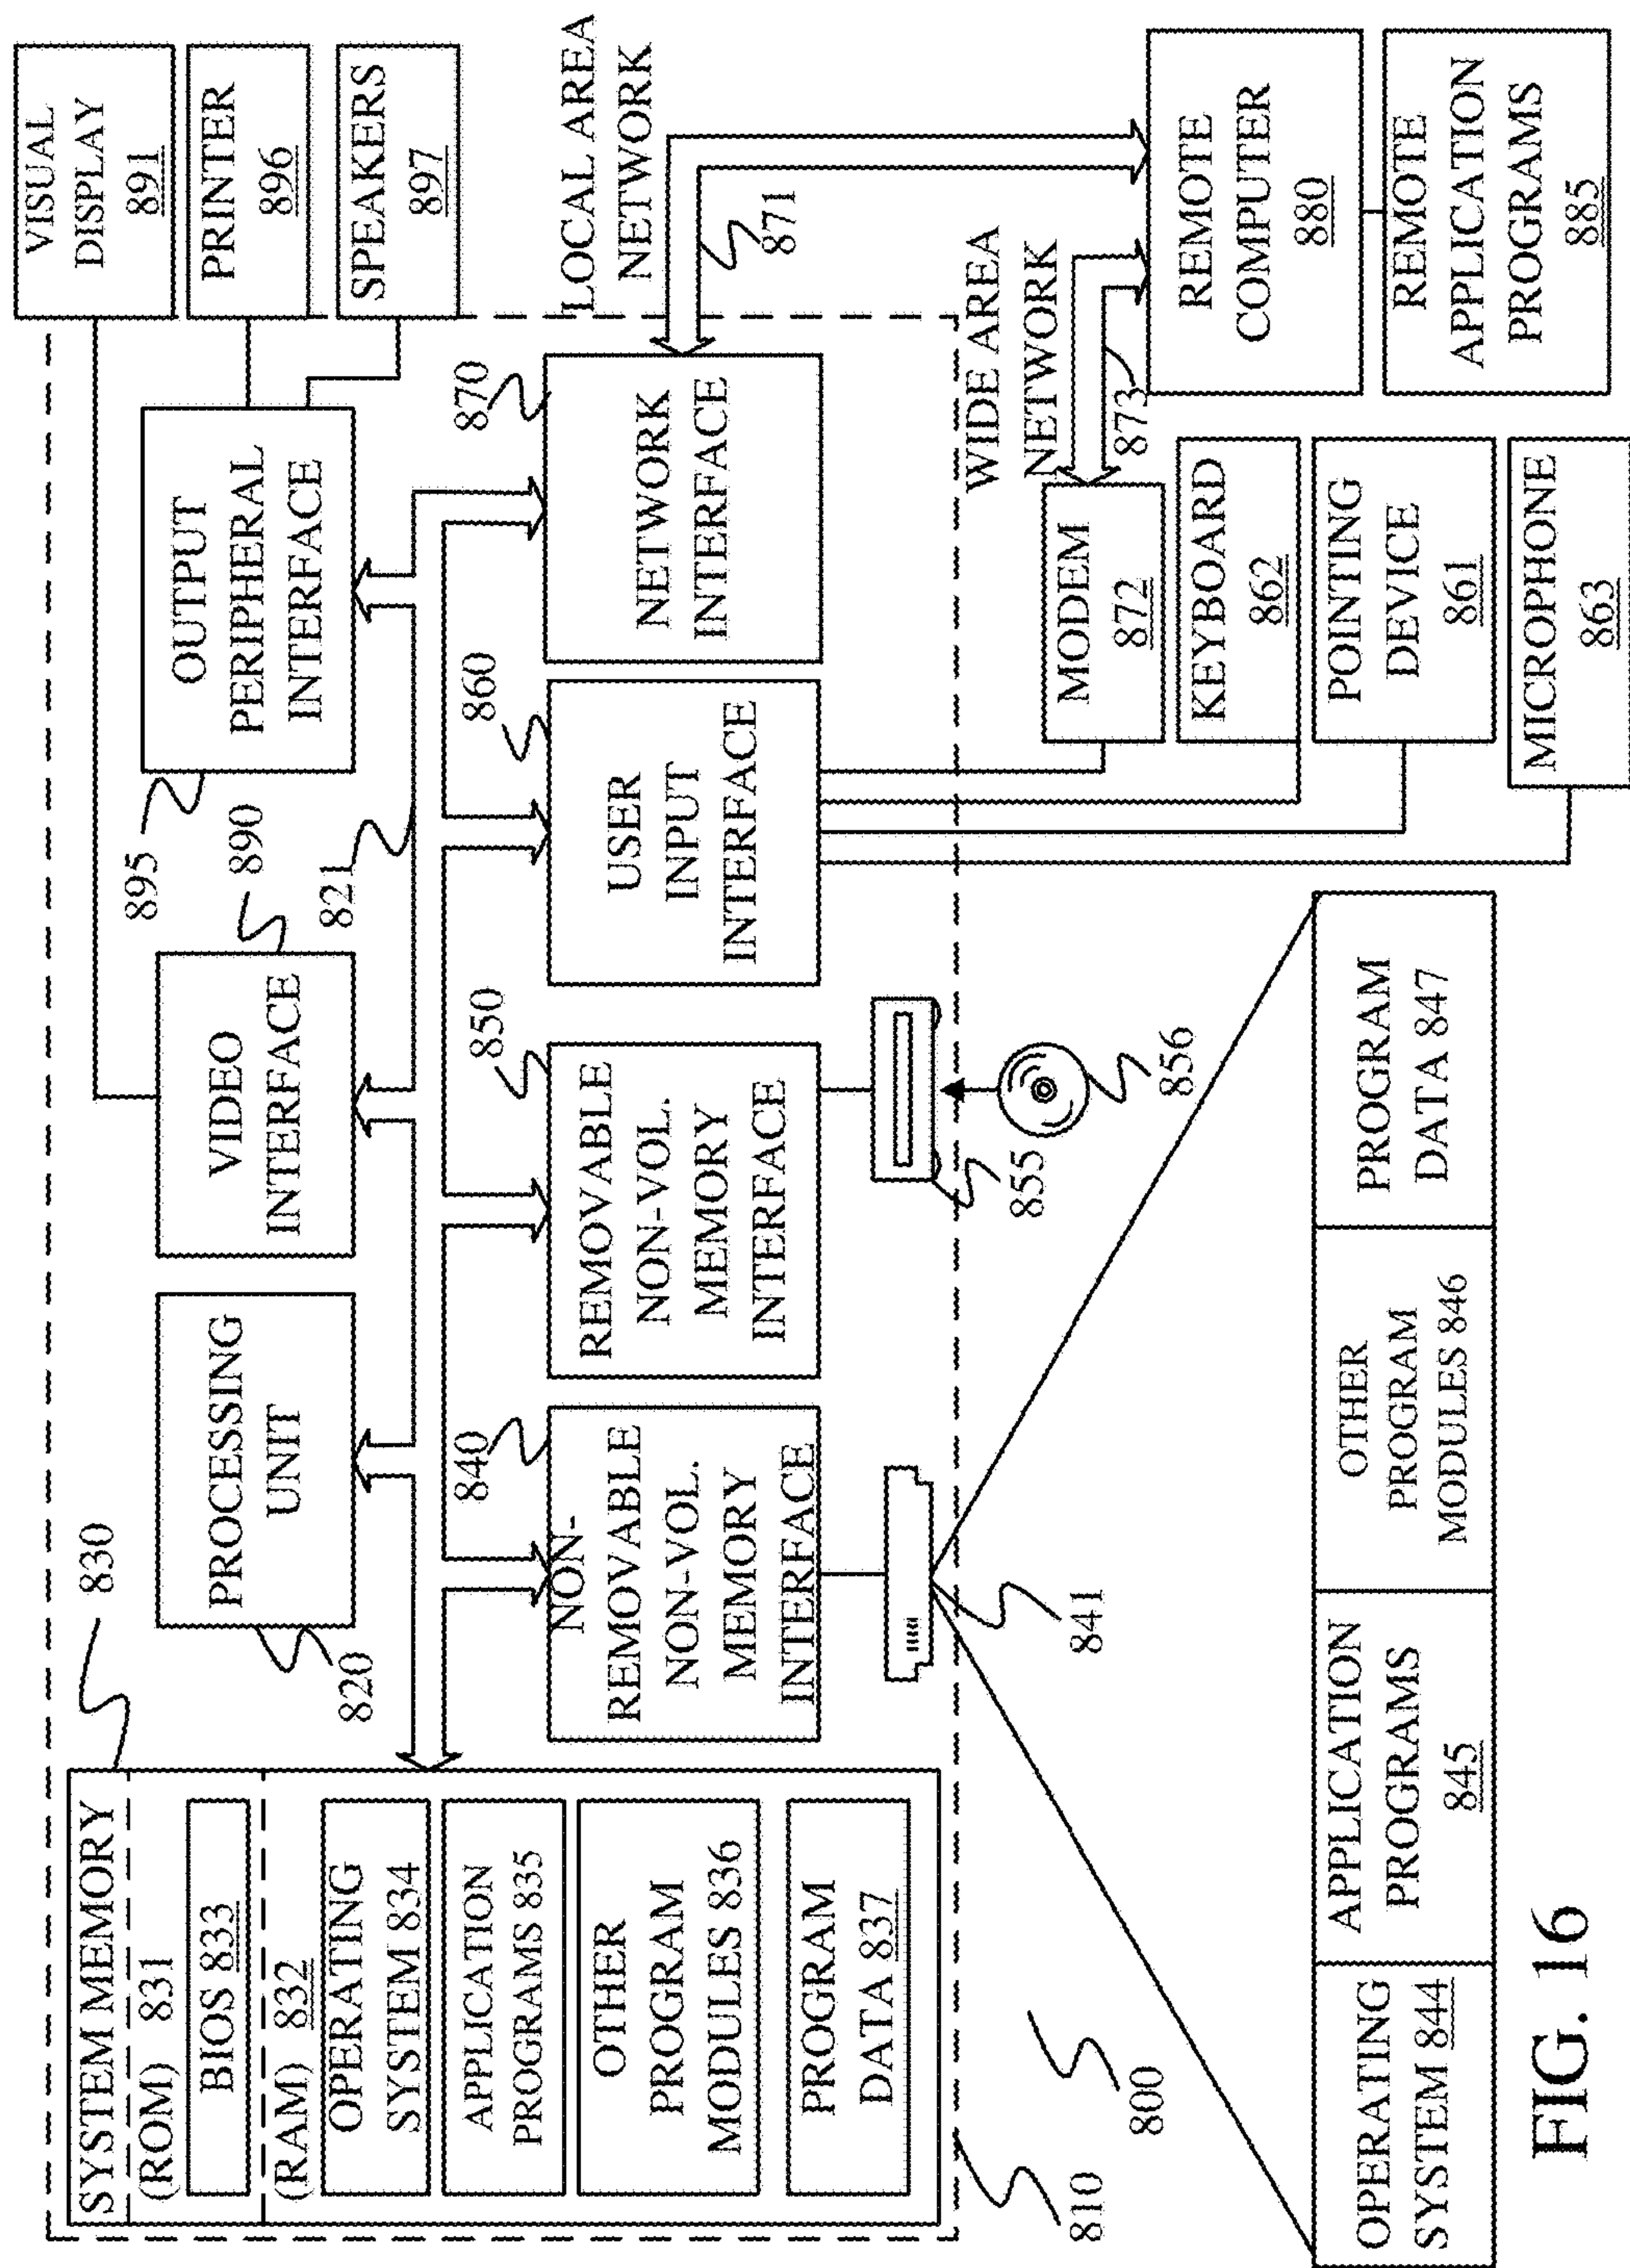 SYSTEM MEMORY
(ROM) 831
BIOS 833
(RAM) 832
OPERATING
SYSTEM 834
APPLICATION
PROGRAMS 835
OTHER
PROGRAM
MODULES 836
PROGRAM
DATA 837
830
PROCESSING
UNIT
820
VIDEO
INTERFACE
890
821
OUTPUT
PERIPHERAL
INTERFACE
895
VISUAL
DISPLAY
891
PRINTER
896
SPEAKERS
897
NON-
REMOVABLE
NON-VOL.
MEMORY
INTERFACE
840
REMOVABLE
NON-VOL.
MEMORY
INTERFACE
850
USER
INPUT
INTERFACE
860
NETWORK
INTERFACE
870
LOCAL AREA
NETWORK
871
841
855
856
WIDE AREA
NETWORK
873
MODEM
872
KEYBOARD
862
POINTING
DEVICE
861
MICROPHONE
863
REMOTE
COMPUTER
880
REMOTE
APPLICATION
PROGRAMS
885
810
800
OPERATING
SYSTEM 844
APPLICATION
PROGRAMS
845
OTHER
PROGRAM
MODULES 846
PROGRAM
DATA 847
FIG. 16